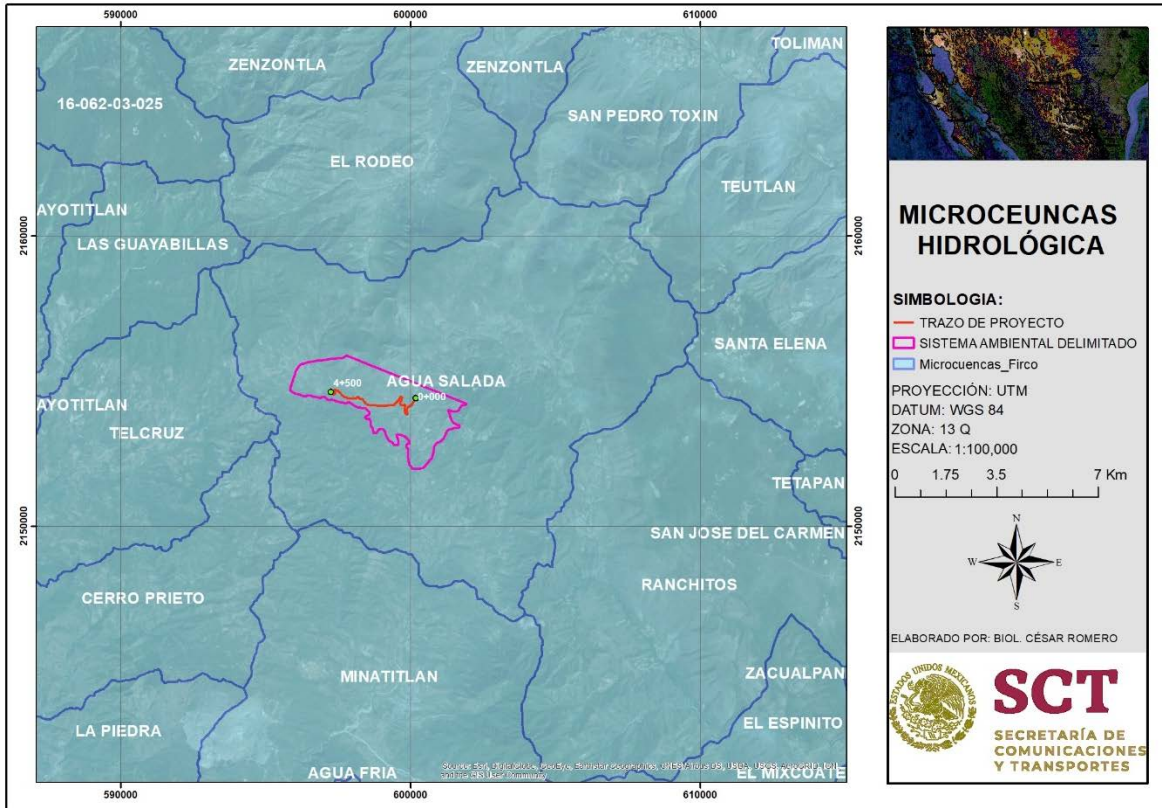 590000
600000
610000
TOLIMAN
ZENZONTLA
ZENZONTLA
16-062-03-025
SAN PEDRO TOXIN
EL RODEO
TEUTLAN
AYOTITLAN
2160000
2160000
LAS GUAYABILLAS
SANTA ELENA
4+500
AGUA SALADA
0+000
AYOTITLAN
TELCRUZ
TETAPAN
2150000
2150000
SAN JOSE DEL CARMEN
RANCHITOS
CERRO PRIETO
MINATITLAN
ZACUALPAN
LA PIEDRA
EL ESPINITO
AGUA FRIA
EL MIXCOATE
590000
600000
610000
MICROCEUNCAS
HIDROLÓGICA
SIMBOLOGIA:
TRAZO DE PROYECTO
SISTEMA AMBIENTAL DELIMITADO
Microcuencas_Firco
PROYECCIÓN: UTM
DATUM: WGS 84
ZONA: 13 Q
ESCALA: 1:100,000
0 1.75 3.5 7 Km
N
W E
S
ELABORADO POR: BIOL. CÉSAR ROMERO
ESTADOS UNIDOS MEXICANOS
SCT
SECRETARÍA DE
COMUNICACIONES
Y TRANSPORTES